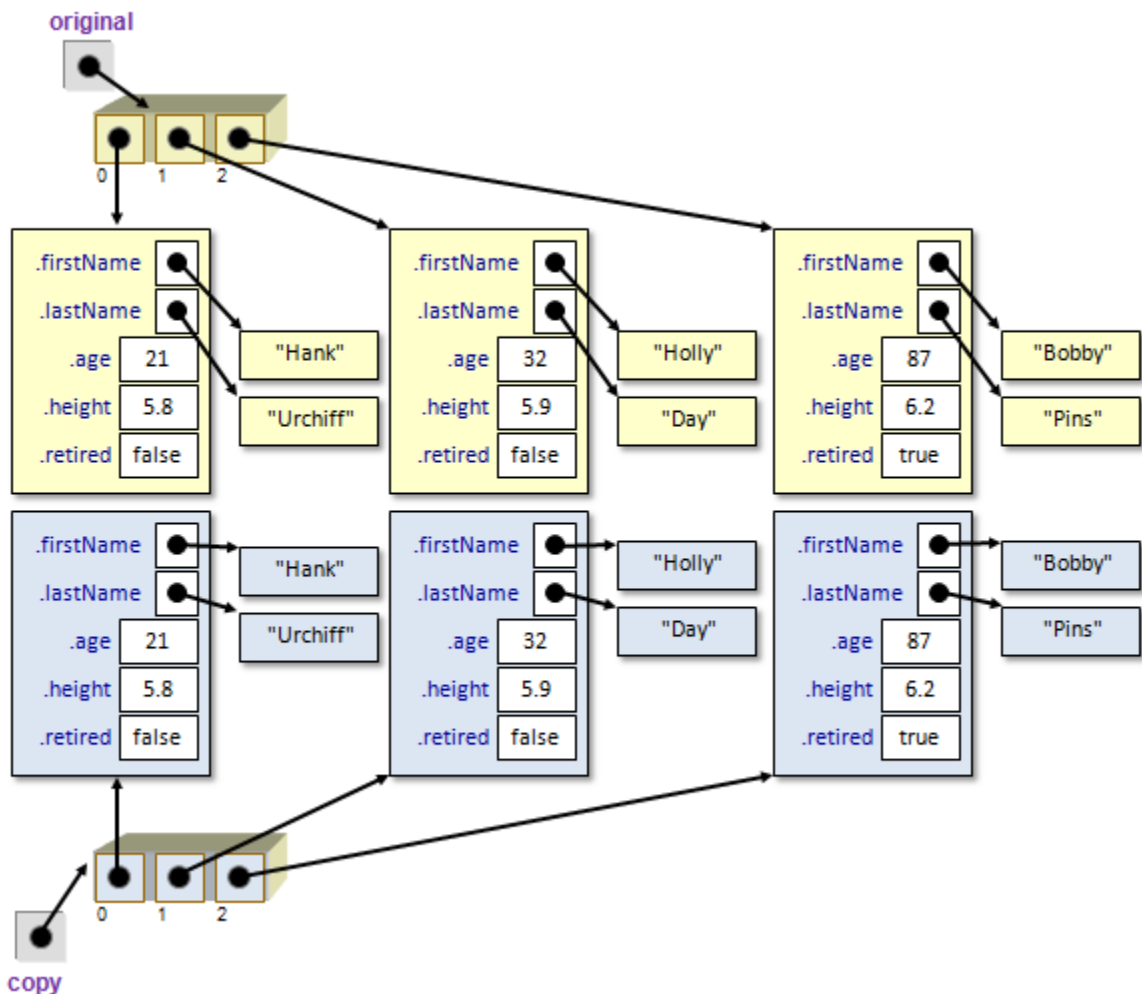 original
0 1 2
.firstName .firstName .firstName
.lastName .lastName .lastName
.age 21 "Hank" .age 32 "Holly" .age 87 "Bobby"
.height 5.8 "Urchiff" .height 5.9 "Day" .height 6.2 "Pins"
.retired false .retired false .retired true
.firstName "Hank" .firstName "Holly" .firstName "Bobby"
.lastName "Urchiff" .lastName "Day" .lastName "Pins"
.age 21 .age 32 .age 87
.height 5.8 .height 5.9 .height 6.2
.retired false .retired false .retired true
0 1 2
copy